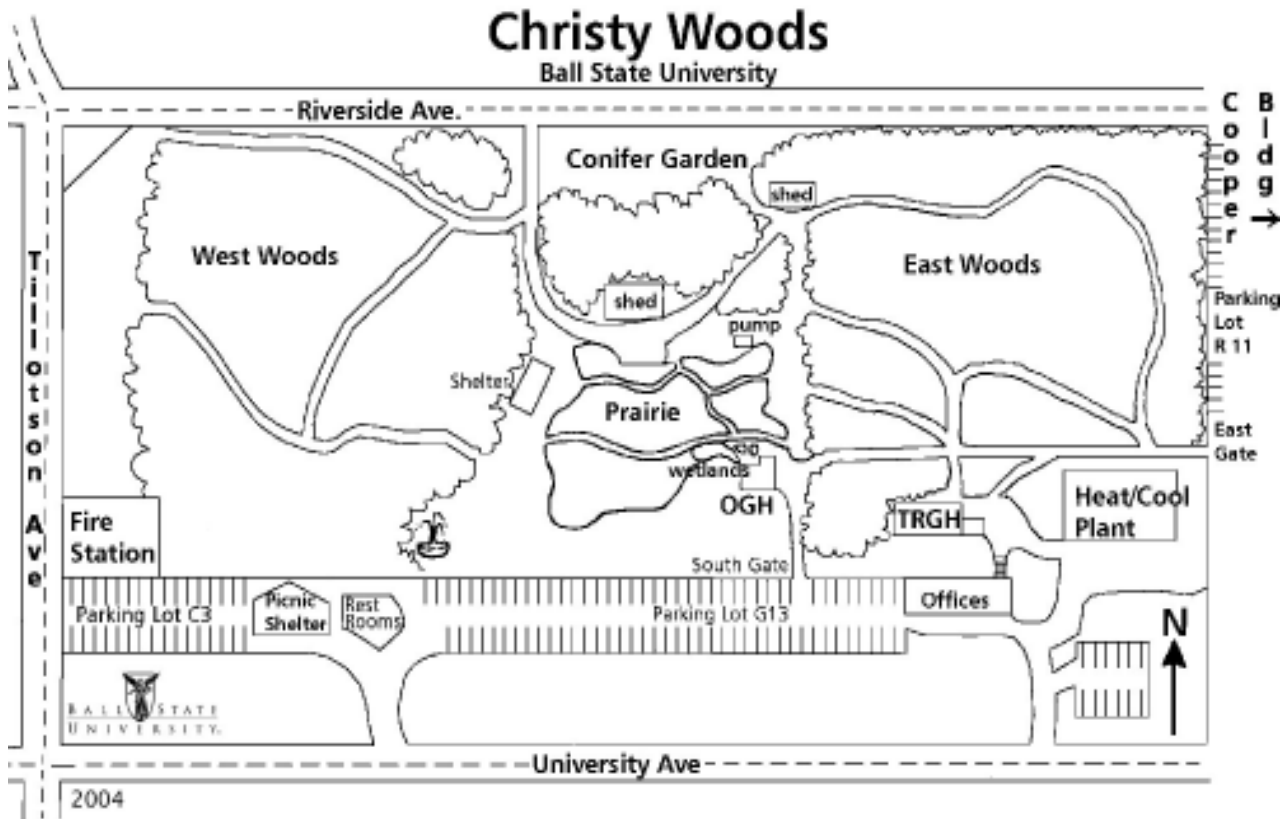 Christy Woods
Ball State University
Riverside Ave.
Cooper
Bldg
Conifer Garden
shed
West Woods
East Woods
Tillotson Ave
shed
Parking
Lot
R 11
pump
Shelter
Prairie
East
Gate
wetlands
OGH
Heat/Cool
Plant
TRGH
Fire
Station
South Gate
Picnic
Shelter
Rest
Rooms
Offices
Parking Lot C3
Parking Lot G13
N
BALL STATE
UNIVERSITY.
University Ave
2004